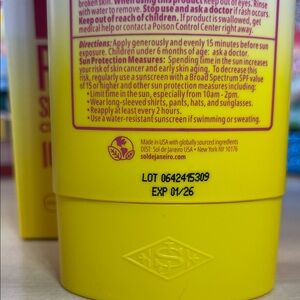 broken skin. When using this product Keep out of eyes. Rinse
with water to remove. Stop use and ask a doctor if rash occurs.
Keep out of reach of children. If product is swallowed, get
medical help or contact a Poison Control Center right away.
Directions: Apply generously and evenly 15 minutes before sun
exposure. Children under 6 months of age: ask a doctor.
Sun Protection Measures: Spending time in the sun increases
your risk of skin cancer and early skin aging. To decrease this
risk, regularly use a sunscreen with a Broad Spectrum SPF value
of 15 or higher and other sun protection measures including:
•Limit time in the sun, especially from 10am - 2pm.
•Wear long-sleeved shirts, pants, hats, and sunglasses.
•Reapply at least every 2 hours.
•Use a water-resistant sunscreen if swimming or sweating.
Made in USA with globally sourced ingredients
DIST: Sol de Janeiro USA • New York NY 10176
soldejaneiro.com
LOT 0642415309
EXP 01/26